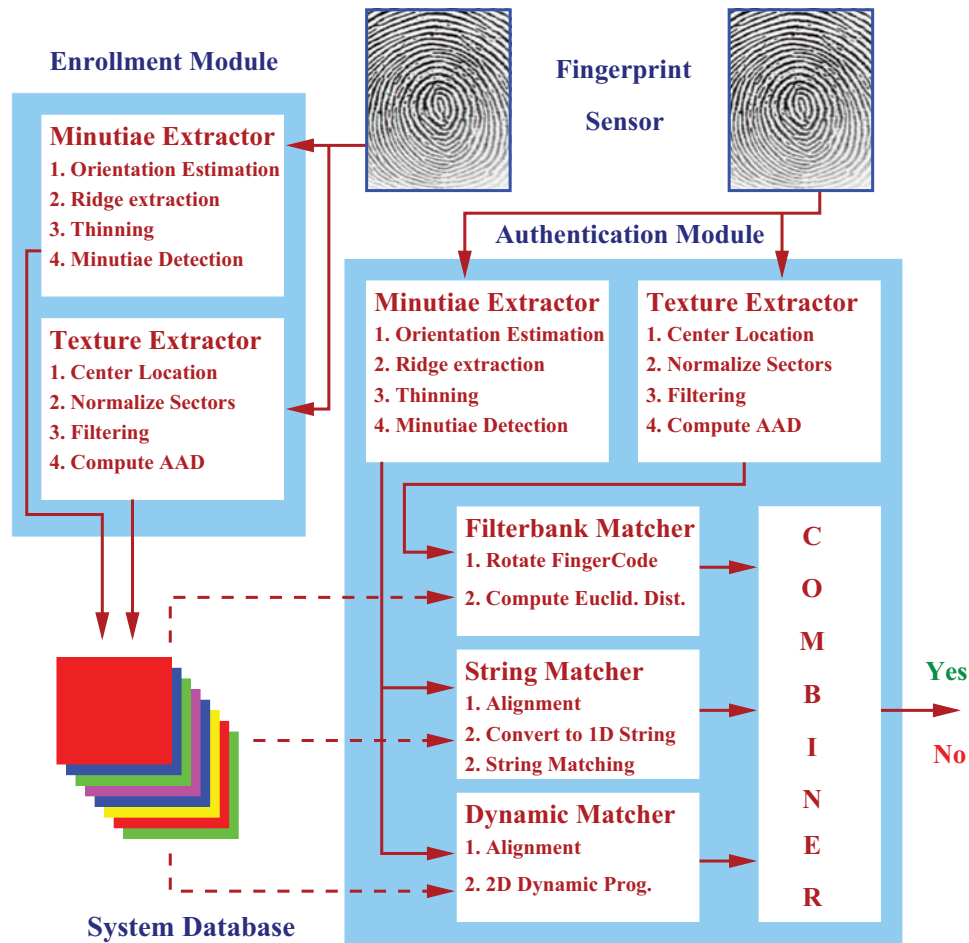 Enrollment Module
Fingerprint
Sensor
Minutiae Extractor
1. Orientation Estimation
2. Ridge extraction
3. Thinning
4. Minutiae Detection
Texture Extractor
1. Center Location
2. Normalize Sectors
3. Filtering
4. Compute AAD
Authentication Module
Minutiae Extractor
1. Orientation Estimation
2. Ridge extraction
3. Thinning
4. Minutiae Detection
Texture Extractor
1. Center Location
2. Normalize Sectors
3. Filtering
4. Compute AAD
Filterbank Matcher
1. Rotate FingerCode
2. Compute Euclid. Dist.
String Matcher
1. Alignment
2. Convert to 1D String
2. String Matching
Dynamic Matcher
1. Alignment
2. 2D Dynamic Prog.
C
O
M
B
I
N
E
R
Yes
No
System Database